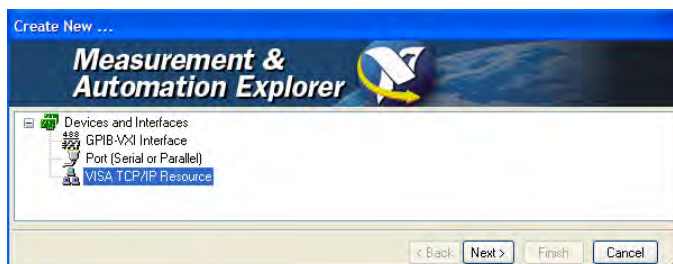 Create New ...
Measurement &
Automation Explorer
Devices and Interfaces
488
GPIB-VXI Interface
Port (Serial or Parallel)
VISA TCP/IP Resource
< Back Next > Finish Cancel